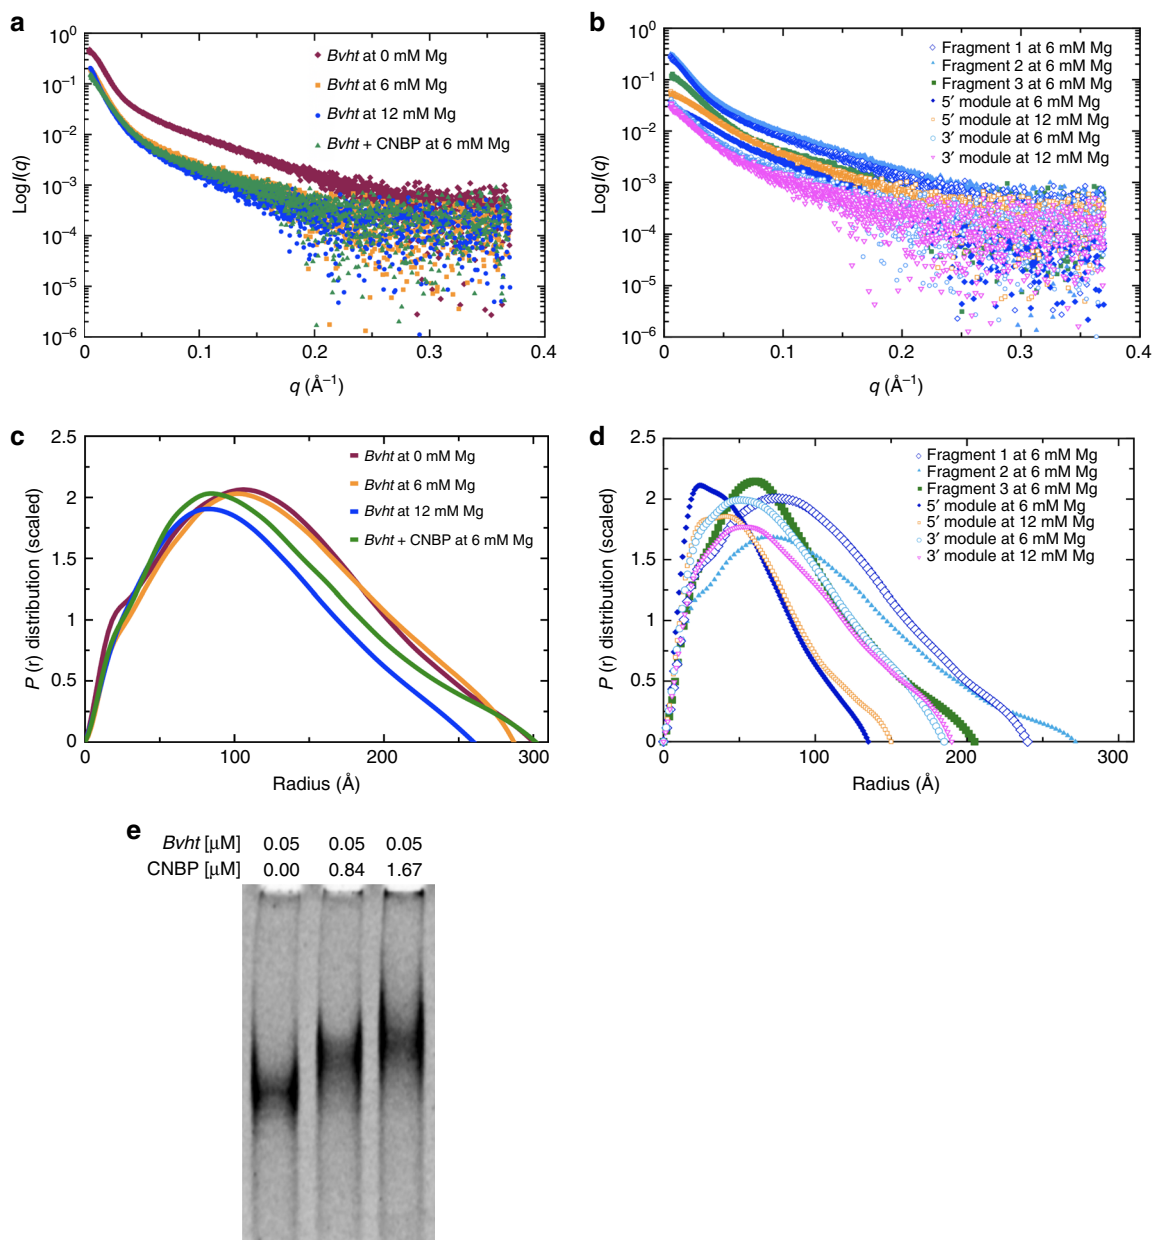 a
10⁰
10⁻¹
10⁻²
10⁻³
10⁻⁴
10⁻⁵
10⁻⁶
LogI(q)
0 0.1 0.2 0.3 0.4
q (Å⁻¹)
Bvht at 0 mM Mg
Bvht at 6 mM Mg
Bvht at 12 mM Mg
Bvht + CNBP at 6 mM Mg
b
10⁰
10⁻¹
10⁻²
10⁻³
10⁻⁴
10⁻⁵
10⁻⁶
LogI(q)
0 0.1 0.2 0.3 0.4
q (Å⁻¹)
Fragment 1 at 6 mM Mg
Fragment 2 at 6 mM Mg
Fragment 3 at 6 mM Mg
5′ module at 6 mM Mg
5′ module at 12 mM Mg
3′ module at 6 mM Mg
3′ module at 12 mM Mg
c
2.5
2
1.5
1
0.5
0
P (r) distribution (scaled)
0 100 200 300
Radius (Å)
Bvht at 0 mM Mg
Bvht at 6 mM Mg
Bvht at 12 mM Mg
Bvht + CNBP at 6 mM Mg
d
2.5
2
1.5
1
0.5
0
P (r) distribution (scaled)
0 100 200 300
Radius (Å)
Fragment 1 at 6 mM Mg
Fragment 2 at 6 mM Mg
Fragment 3 at 6 mM Mg
5′ module at 6 mM Mg
5′ module at 12 mM Mg
3′ module at 6 mM Mg
3′ module at 12 mM Mg
e
Bvht [μM] 0.05 0.05 0.05
CNBP [μM] 0.00 0.84 1.67